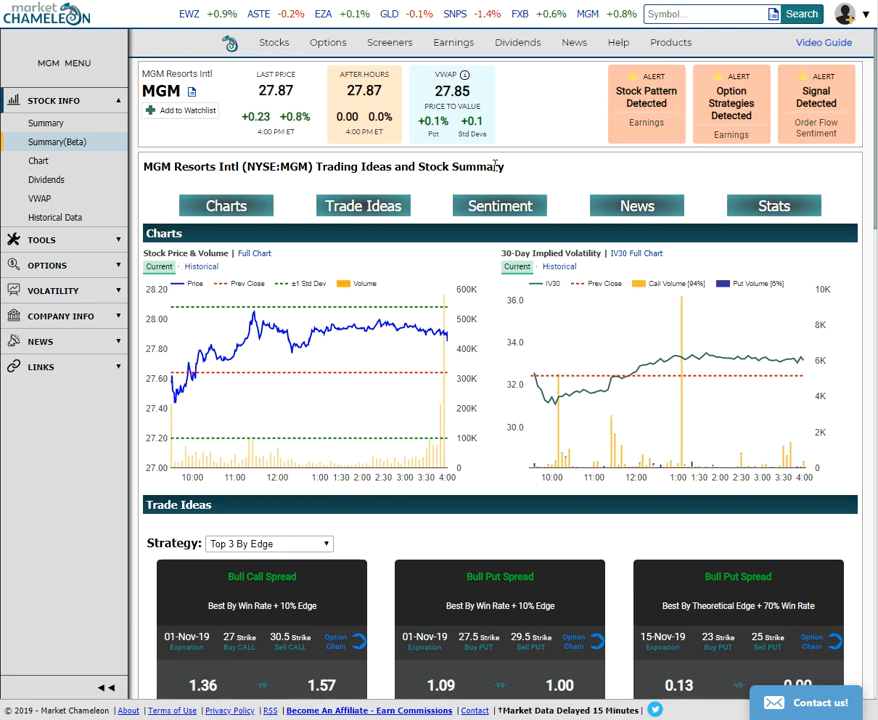 market
CHAMELEON
EWZ +0.9% ASTE -0.2% EZA +0.1% GLD -0.1% SNPS -1.4% FXB +0.6% MGM +0.8% Symbol... Search
Stocks Options Screeners Earnings Dividends News Help Products Video Guide
MGM MENU
STOCK INFO
Summary
Summary(Beta)
Chart
Dividends
VWAP
Historical Data
TOOLS
OPTIONS
VOLATILITY
COMPANY INFO
NEWS
LINKS
MGM Resorts Intl
MGM
Add to Watchlist
LAST PRICE
27.87
+0.23 +0.8%
4:00 PM ET
AFTER HOURS
27.87
0.00 0.0%
4:00 PM ET
VWAP
27.85
PRICE TO VALUE
+0.1% +0.1
Pct Std Devs
ALERT
Stock Pattern
Detected
Earnings
ALERT
Option
Strategies
Detected
Earnings
ALERT
Signal
Detected
Order Flow
Sentiment
MGM Resorts Intl (NYSE:MGM) Trading Ideas and Stock Summary
Charts Trade Ideas Sentiment News Stats
Charts
Stock Price & Volume | Full Chart
Current · Historical
Price Prev Close ±1 Std Dev Volume
28.20
28.00
27.80
27.60
27.40
27.20
27.00
600K
500K
400K
300K
200K
100K
0
10:00 11:00 12:00 1:00 1:30 2:00 2:30 3:00 3:30 4:00
30-Day Implied Volatility | IV30 Full Chart
Current · Historical
IV30 Prev Close Call Volume [94%] Put Volume [6%]
36.0
34.0
32.0
30.0
10K
8K
6K
4K
2K
0
10:00 11:00 12:00 1:00 1:30 2:00 2:30 3:00 3:30 4:00
Trade Ideas
Strategy: Top 3 By Edge
Bull Call Spread
Best By Win Rate + 10% Edge
01-Nov-19 27 Strike 30.5 Strike Option
Expiration Buy CALL Sell CALL Chain
1.36 -vs- 1.57
Bull Put Spread
Best By Win Rate + 10% Edge
01-Nov-19 27.5 Strike 29.5 Strike Option
Expiration Buy PUT Sell PUT Chain
1.09 -vs- 1.00
Bull Put Spread
Best By Theoretical Edge + 70% Win Rate
15-Nov-19 23 Strike 25 Strike Option
Expiration Buy PUT Sell PUT Chain
0.13 -vs-
Contact us!
© 2019 - Market Chameleon | About | Terms of Use | Privacy Policy | RSS | Become An Affiliate - Earn Commissions | Contact | †Market Data Delayed 15 Minutes |